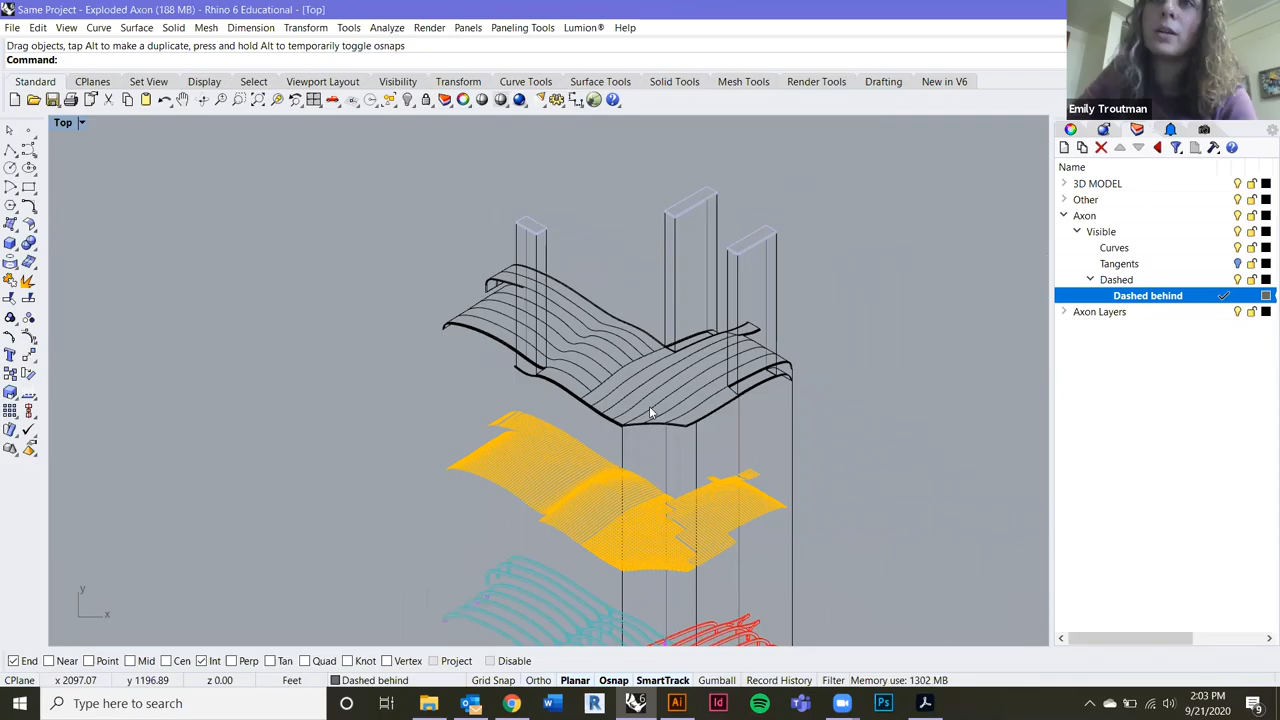 Same Project - Exploded Axon (188 MB) - Rhino 6 Educational - [Top]
File Edit View Curve Surface Solid Mesh Dimension Transform Tools Analyze Render Panels Paneling Tools Lumion® Help
Drag objects, tap Alt to make a duplicate, press and hold Alt to temporarily toggle osnaps
Command:
Standard CPlanes Set View Display Select Viewport Layout Visibility Transform Curve Tools Surface Tools Solid Tools Mesh Tools Render Tools Drafting New in V6
Emily Troutman
Top
Name
3D MODEL
Other
Axon
Visible
Curves
Tangents
Dashed
Dashed behind
Axon Layers
y
x
End Near Point Mid Cen Int Perp Tan Quad Knot Vertex Project Disable
CPlane x 2097.07 y 1196.89 z 0.00 Feet Dashed behind Grid Snap Ortho Planar Osnap SmartTrack Gumball Record History Filter Memory use: 1302 MB
Type here to search
2:03 PM
9/21/2020